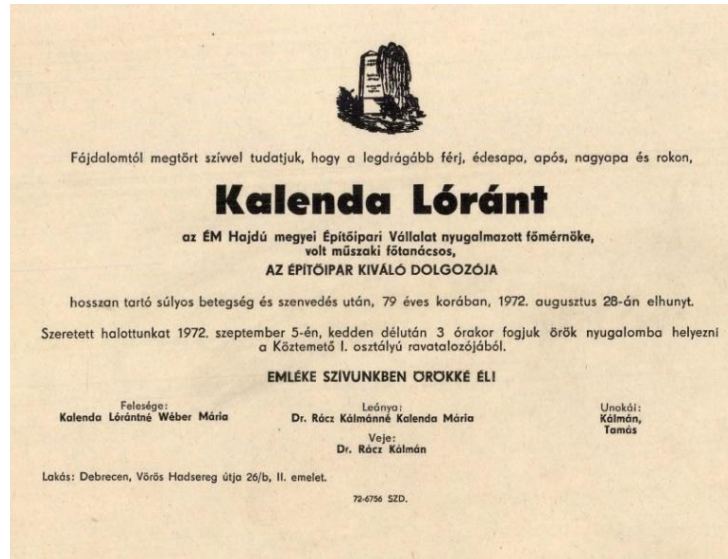 Fájdalomtól megtört szívvel tudatjuk, hogy a legdrágább férj, édesapa, após, nagyapa és rokon,
Kalenda Lóránt
az ÉM Hajdú megyei Építőipari Vállalat nyugalmazott főmérnöke,
volt műszaki főtanácsos,
AZ ÉPÍTŐIPAR KIVÁLÓ DOLGOZÓJA
hosszan tartó súlyos betegség és szenvedés után, 79 éves korában, 1972. augusztus 28-án elhunyt.
Szeretett halottunkat 1972. szeptember 5-én, kedden délután 3 órakor fogjuk örök nyugalomba helyezni
a Köztemető I. osztályú ravatalozójából.
EMLÉKE SZIVUNKBEN ÖRÖKKÉ ÉL!
Felesége:
Kalenda Lórántné Wéber Mária
Leánya:
Dr. Rácz Kálmánné Kalenda Mária
Veje:
Dr. Rácz Kálmán
Unokái:
Kálmán,
Tamás
Lakás: Debrecen, Vörös Hadsereg útja 26/b, II. emelet.
72-6756 SZD.